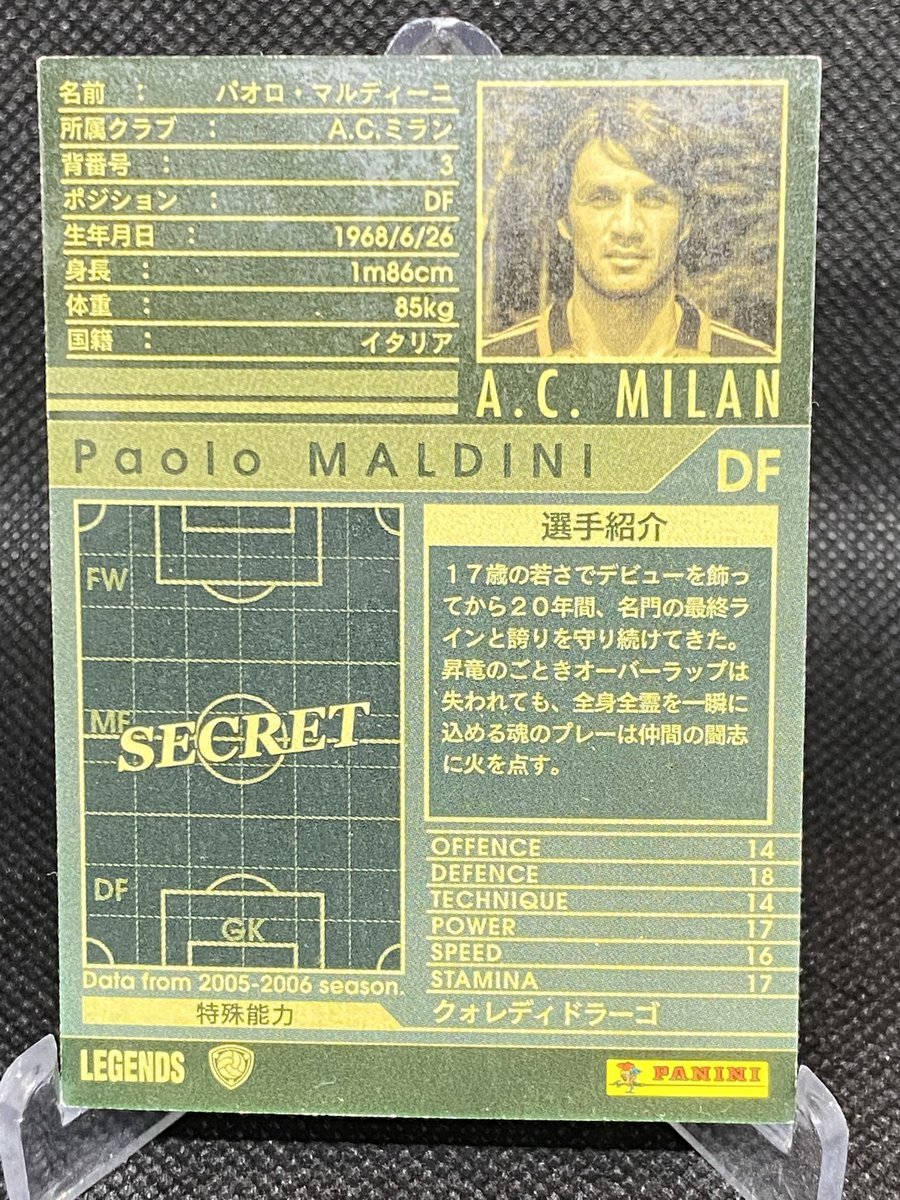 名前 : パオロ・マルディーニ
所属クラブ : A.C.ミラン
背番号 : 3
ポジション : DF
生年月日 : 1968/6/26
身長 : 1m86cm
体重 : 85kg
国籍 : イタリア
A.C. MILAN
Paolo MALDINI
DF
FW
MF
SECRET
DF
GK
Data from 2005-2006 season.
選手紹介
17歳の若さでデビューを飾っ
てから20年間、名門の最終ラ
インと誇りを守り続けてきた。
昇竜のごときオーバーラップは
失われても、全身全霊を一瞬に
込める魂のプレーは仲間の闘志
に火を点す。
OFFENCE 14
DEFENCE 18
TECHNIQUE 14
POWER 17
SPEED 16
STAMINA 17
特殊能力 クォレディドラーゴ
LEGENDS
PANINI